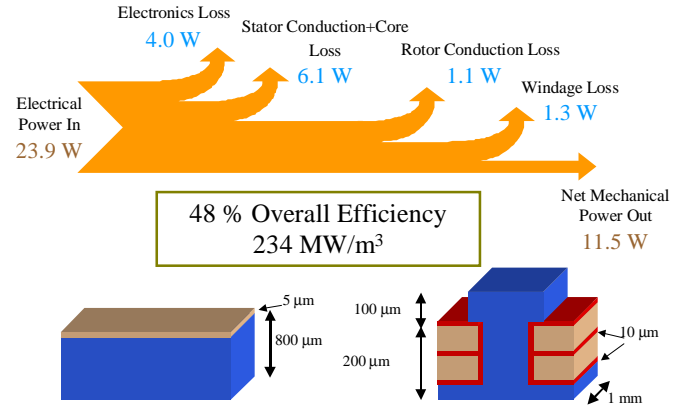 Electronics Loss
4.0 W
Stator Conduction+Core
Loss
6.1 W
Rotor Conduction Loss
1.1 W
Windage Loss
1.3 W
Electrical
Power In
23.9 W
Net Mechanical
Power Out
11.5 W
48 % Overall Efficiency
234 MW/m³
5 µm
800 µm
100 µm
200 µm
10 µm
1 mm